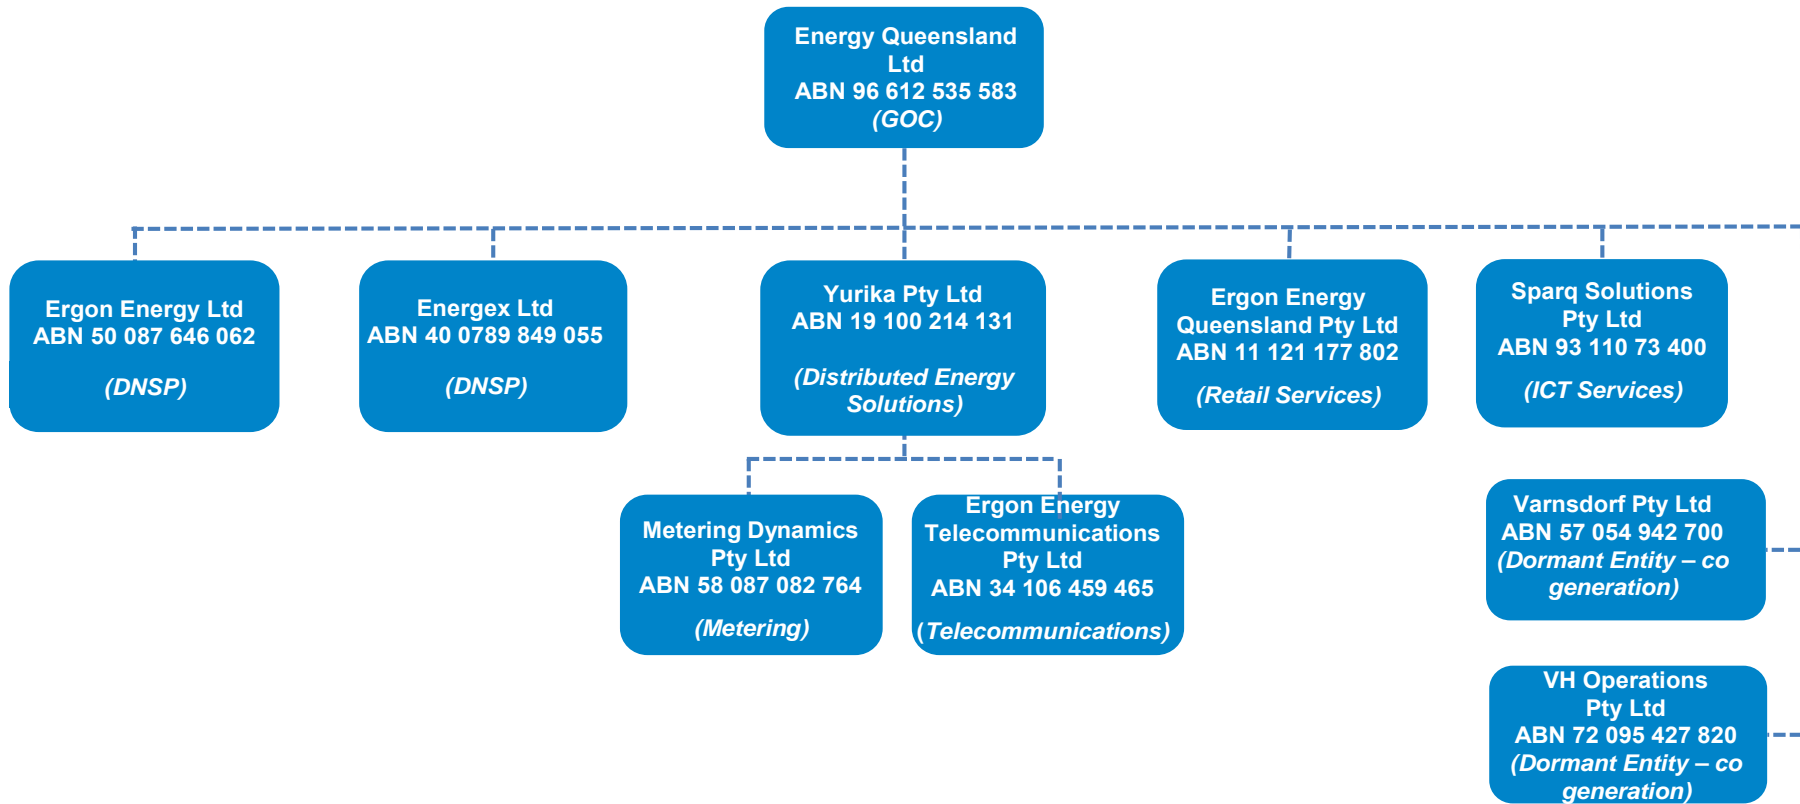 Energy Queensland
Ltd
ABN 96 612 535 583
(GOC)
Ergon Energy Ltd
ABN 50 087 646 062
(DNSP)
Energex Ltd
ABN 40 0789 849 055
(DNSP)
Yurika Pty Ltd
ABN 19 100 214 131
(Distributed Energy
Solutions)
Ergon Energy
Queensland Pty Ltd
ABN 11 121 177 802
(Retail Services)
Sparq Solutions
Pty Ltd
ABN 93 110 73 400
(ICT Services)
Metering Dynamics
Pty Ltd
ABN 58 087 082 764
(Metering)
Ergon Energy
Telecommunications
Pty Ltd
ABN 34 106 459 465
(Telecommunications)
Varnsdorf Pty Ltd
ABN 57 054 942 700
(Dormant Entity – co
generation)
VH Operations
Pty Ltd
ABN 72 095 427 820
(Dormant Entity – co
generation)